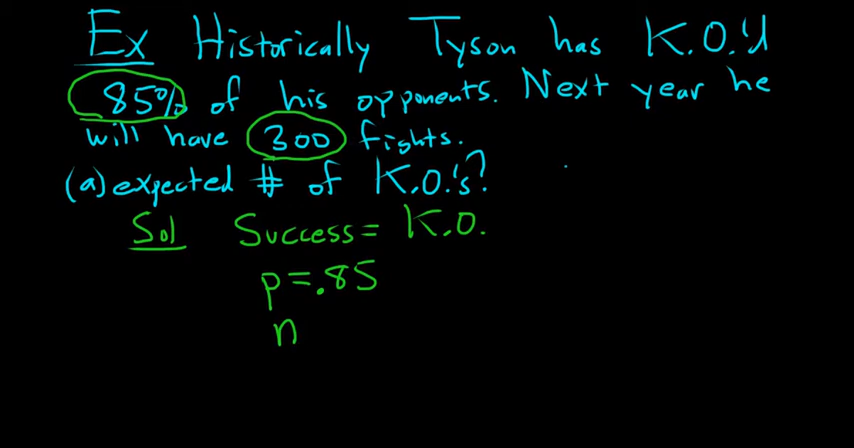 Ex Historically Tyson has K.O.'d
85% of his opponents. Next year he
will have 300 fights.
(a) expected # of K.O.'s?
Sol Success = K.O.
p = .85
n